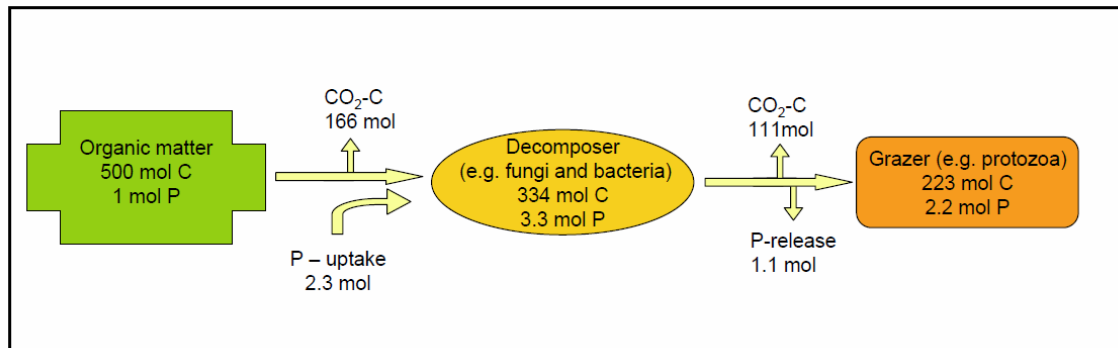 Organic matter
500 mol C
1 mol P
CO₂-C
166 mol
P – uptake
2.3 mol
Decomposer
(e.g. fungi and bacteria)
334 mol C
3.3 mol P
CO₂-C
111mol
P-release
1.1 mol
Grazer (e.g. protozoa)
223 mol C
2.2 mol P